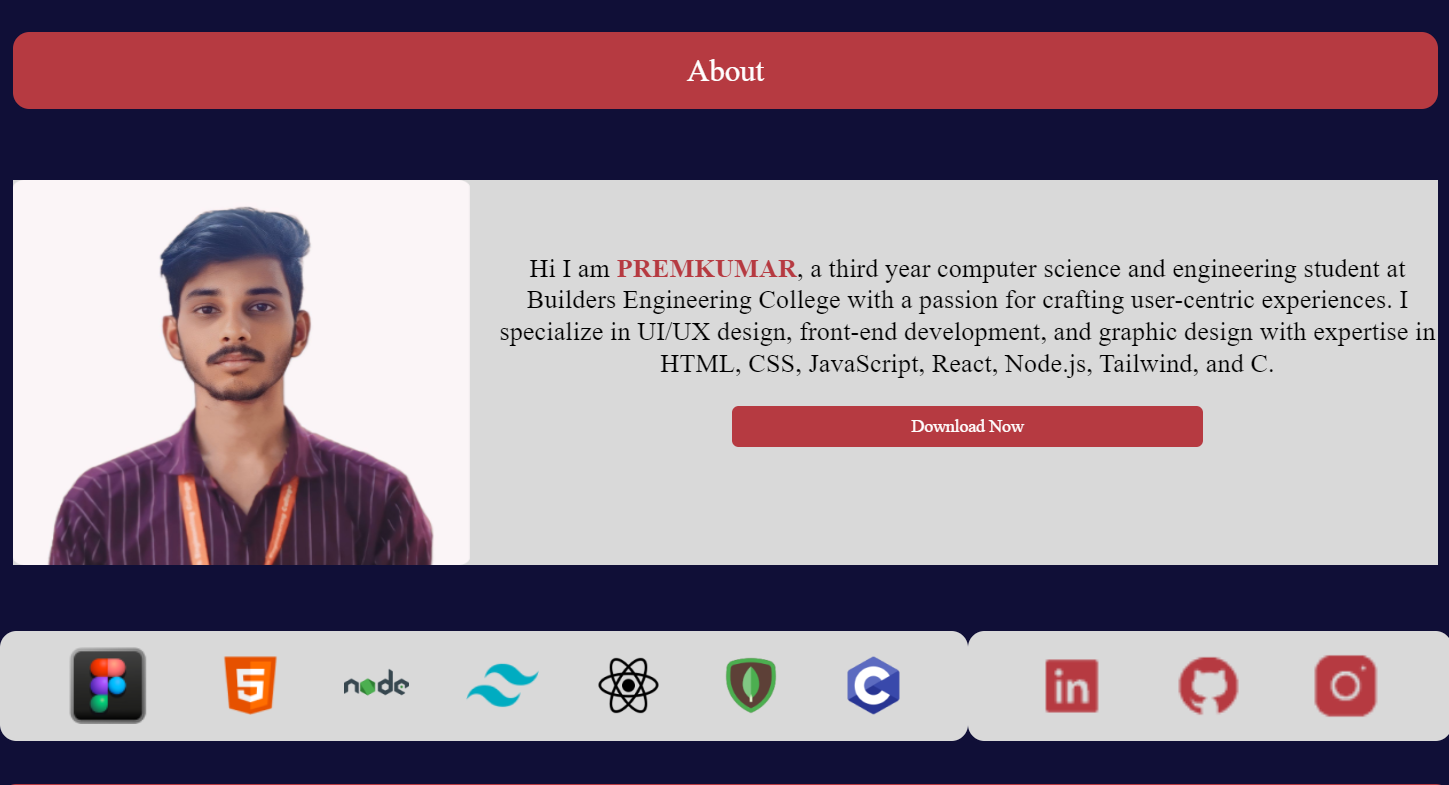 About
Hi I am PREMKUMAR, a third year computer science and engineering student at
Builders Engineering College with a passion for crafting user-centric experiences. I
specialize in UI/UX design, front-end development, and graphic design with expertise in
HTML, CSS, JavaScript, React, Node.js, Tailwind, and C.
Download Now
5 node C in